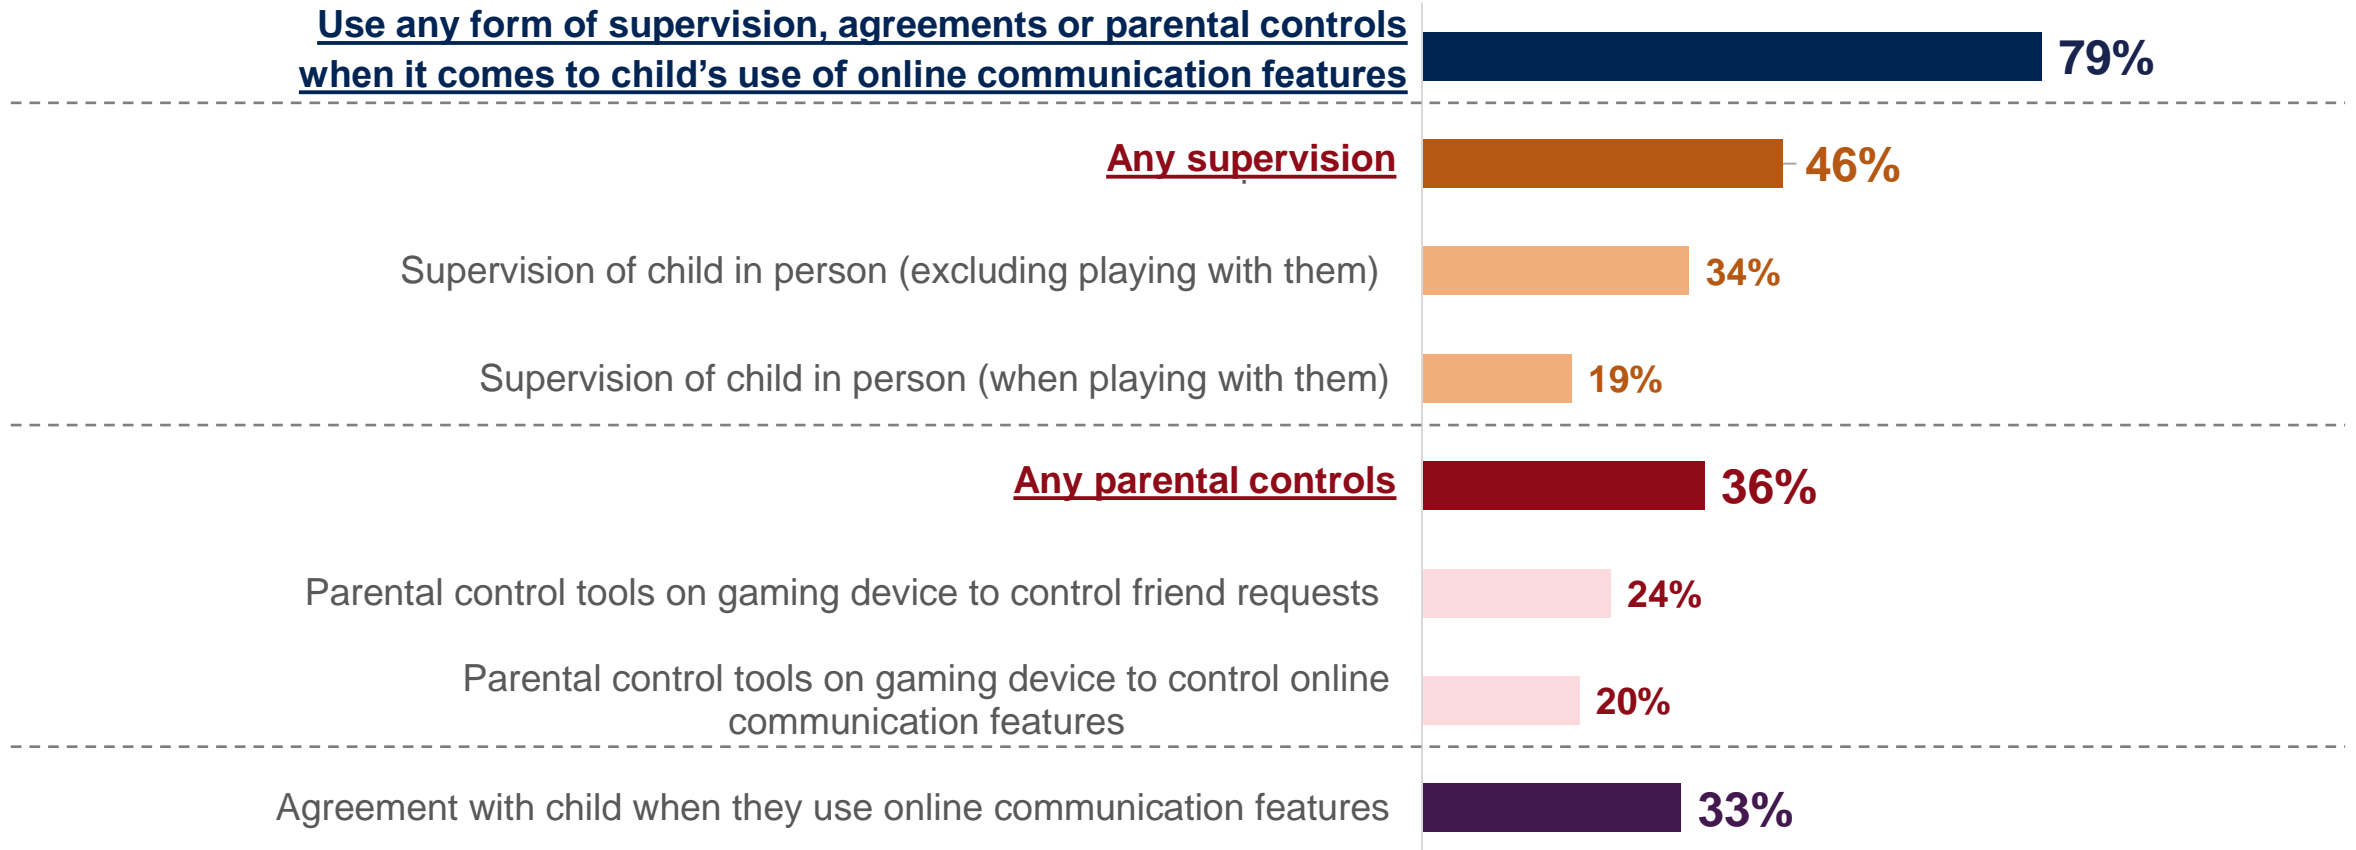 Use any form of supervision, agreements or parental controls
when it comes to child’s use of online communication features
79%
Any supervision
46%
Supervision of child in person (excluding playing with them)
34%
Supervision of child in person (when playing with them)
19%
Any parental controls
36%
Parental control tools on gaming device to control friend requests
24%
Parental control tools on gaming device to control online
communication features
20%
Agreement with child when they use online communication features
33%